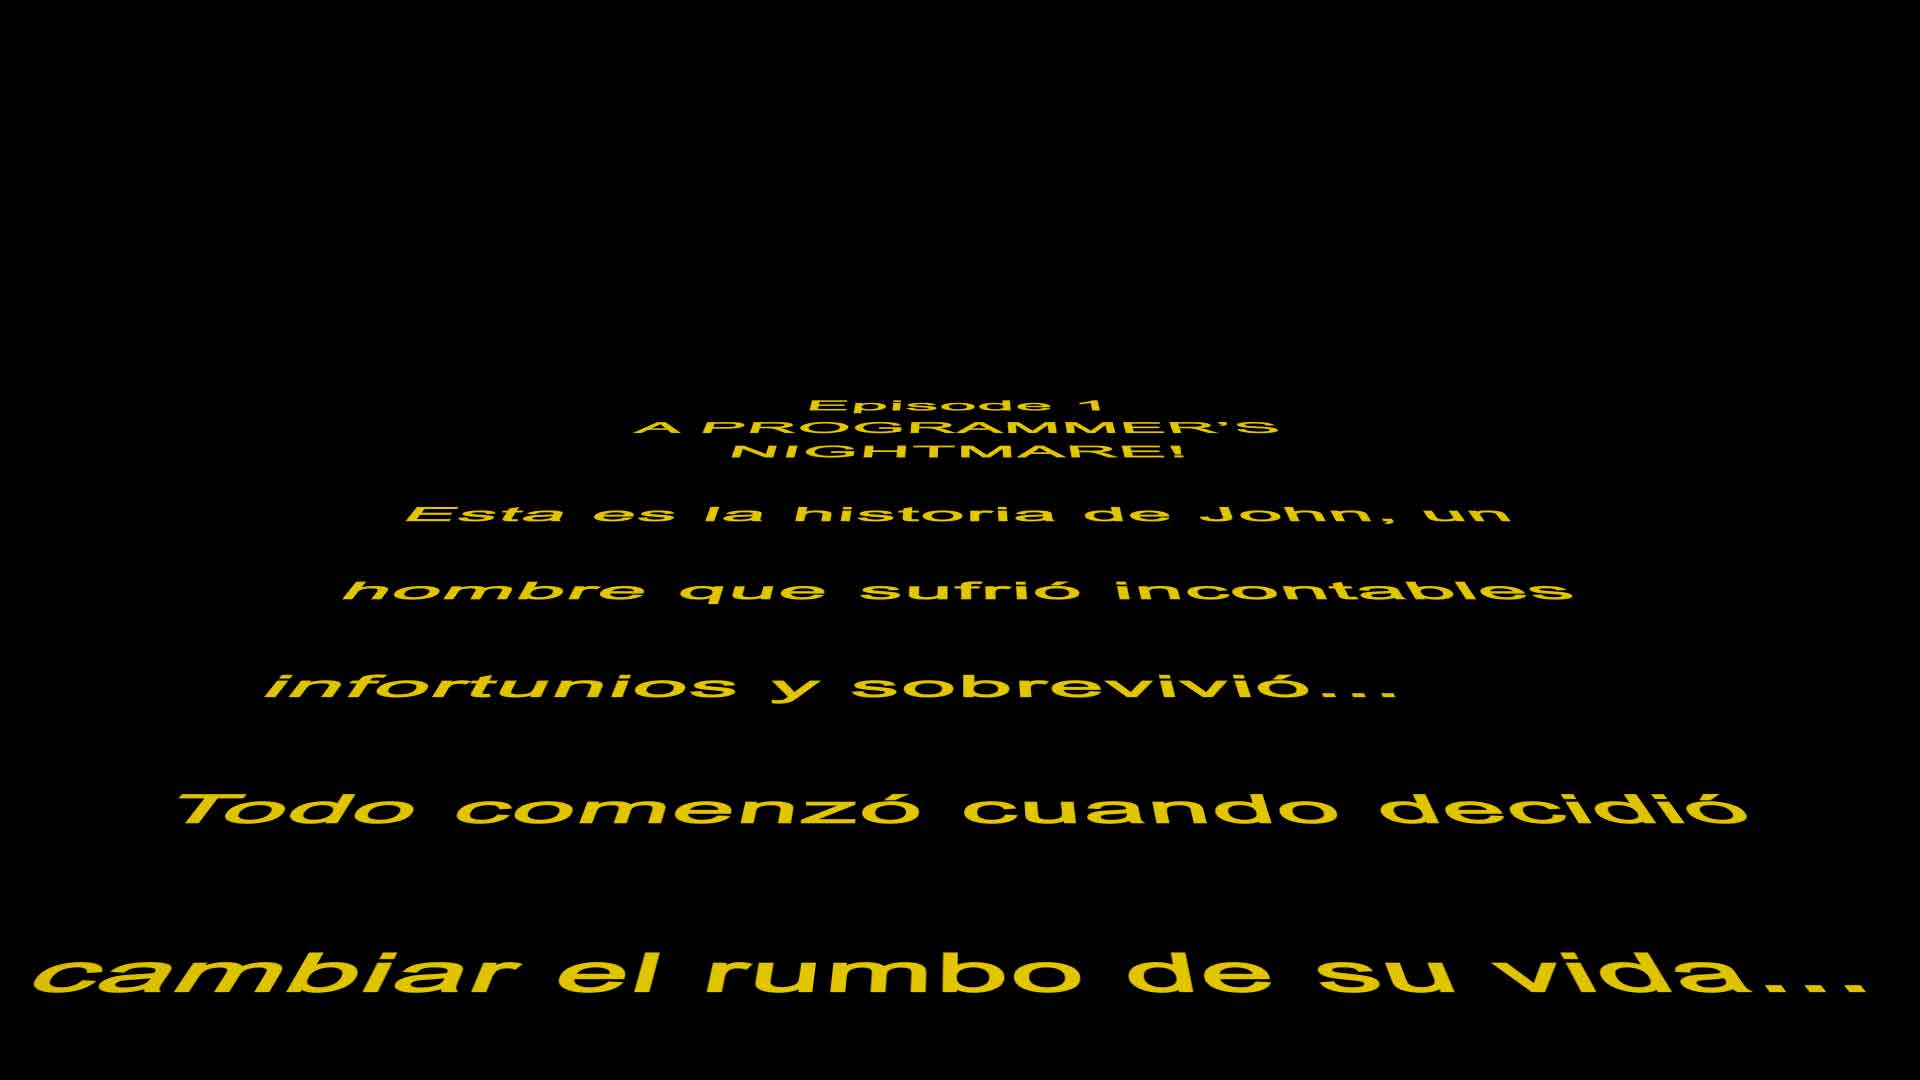 Episode 1
A PROGRAMMER'S
NIGHTMARE!
Esta es la historia de John, un
hombre que sufrió incontables
infortunios y sobrevivió...
Todo comenzó cuando decidió
cambiar el rumbo de su vida...